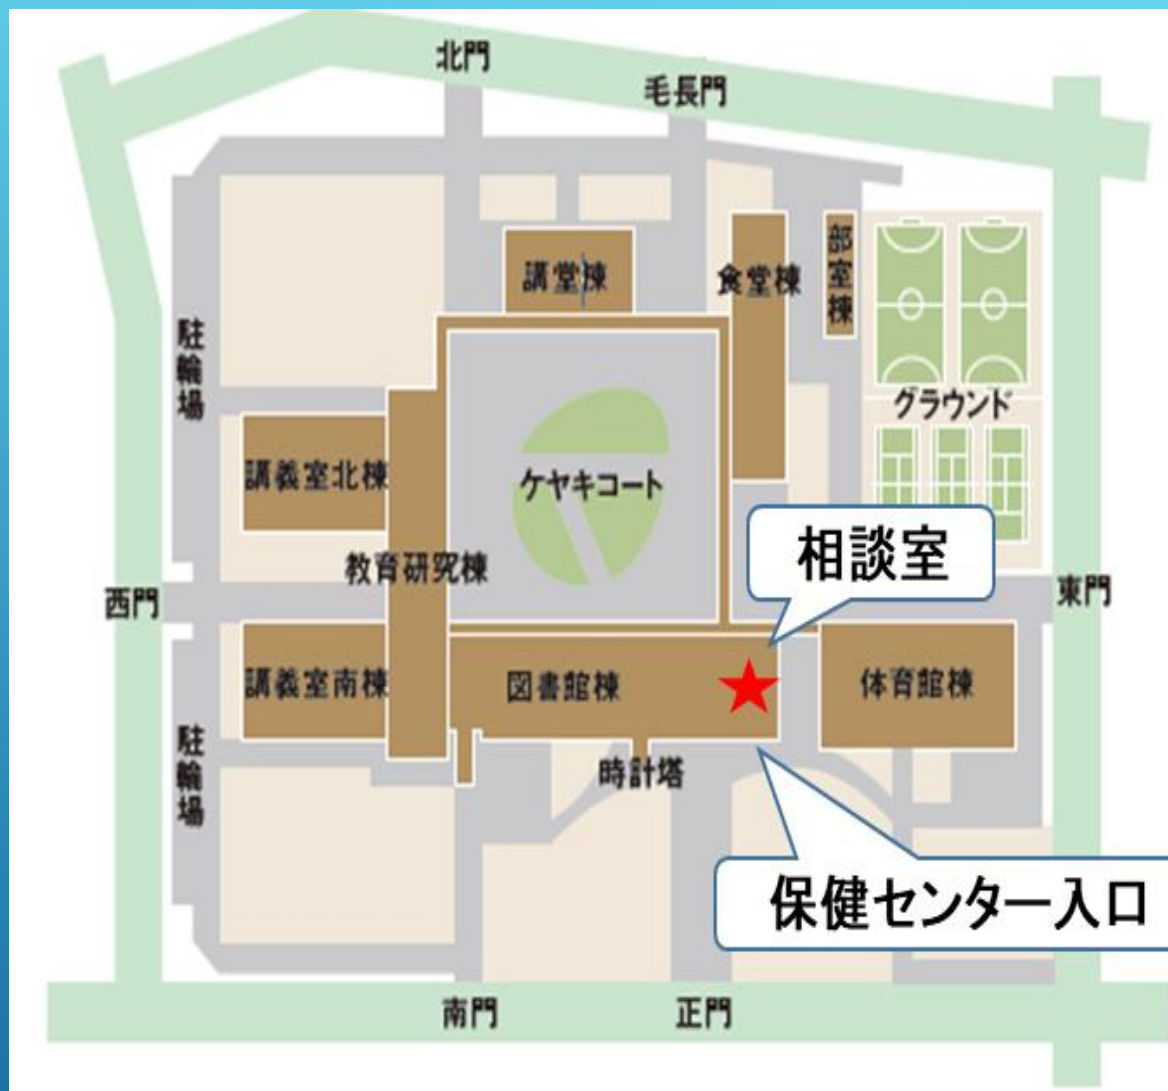 北門
毛長門
講堂棟
食堂棟
部室棟
駐輪場
グラウンド
講義室北棟
ケヤキコート
相談室
教育研究棟
西門
東門
講義室南棟
図書館棟
体育館棟
駐輪場
時計塔
保健センター入口
南門
正門